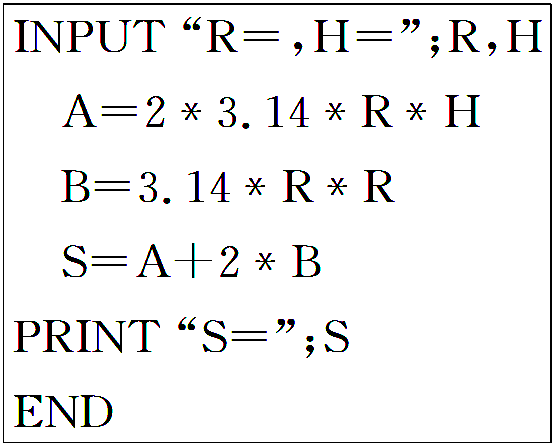 INPUT “R=,H=”;R,H
A=2*3.14*R*H
B=3.14*R*R
S=A+2*B
PRINT “S=”;S
END